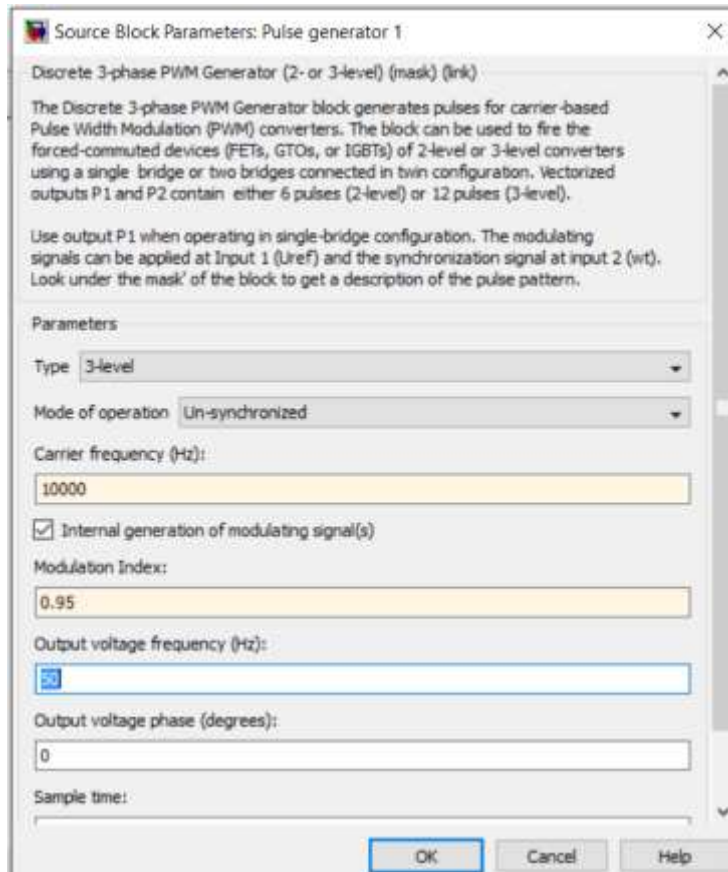 Source Block Parameters: Pulse generator 1
Discrete 3-phase PWM Generator (2- or 3-level) (mask) (link)
The Discrete 3-phase PWM Generator block generates pulses for carrier-based
Pulse Width Modulation (PWM) converters. The block can be used to fire the
forced-commuted devices (FETs, GTOs, or IGBTs) of 2-level or 3-level converters
using a single bridge or two bridges connected in twin configuration. Vectorized
outputs P1 and P2 contain either 6 pulses (2-level) or 12 pulses (3-level).
Use output P1 when operating in single-bridge configuration. The modulating
signals can be applied at Input 1 (Uref) and the synchronization signal at input 2 (wt).
Look under the mask' of the block to get a description of the pulse pattern.
Parameters
Type 3-level
Mode of operation Un-synchronized
Carrier frequency (Hz):
10000
Internal generation of modulating signal(s)
Modulation Index:
0.95
Output voltage frequency (Hz):
50
Output voltage phase (degrees):
0
Sample time:
OK Cancel Help